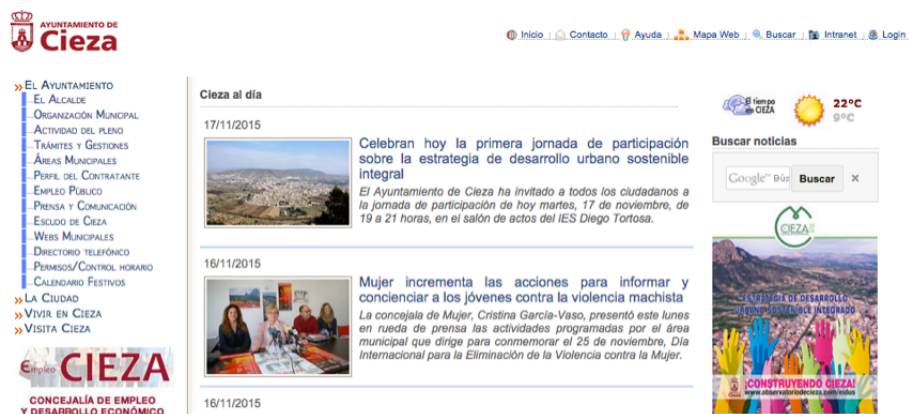 AYUNTAMIENTO DE
Cieza
Inicio | Contacto | Ayuda | Mapa Web | Buscar | Intranet | Login
EL AYUNTAMIENTO
EL ALCALDE
ORGANIZACIÓN MUNICIPAL
ACTIVIDAD DEL PLENO
TRÁMITES Y GESTIONES
ÁREAS MUNICIPALES
PERFIL DEL CONTRATANTE
EMPLEO PÚBLICO
PRENSA Y COMUNICACIÓN
ESCUDO DE CIEZA
WEBS MUNICIPALES
DIRECTORIO TELEFÓNICO
PERMISOS/CONTROL HORARIO
CALENDARIO FESTIVOS
LA CIUDAD
VIVIR EN CIEZA
VISITA CIEZA
Empleo CIEZA
CONCEJALÍA DE EMPLEO
Y DESARROLLO ECONÓMICO
Cieza al día
17/11/2015
Celebran hoy la primera jornada de participación
sobre la estrategia de desarrollo urbano sostenible
integral
El Ayuntamiento de Cieza ha invitado a todos los ciudadanos a
la jornada de participación de hoy martes, 17 de noviembre, de
19 a 21 horas, en el salón de actos del IES Diego Tortosa.
16/11/2015
Mujer incrementa las acciones para informar y
concienciar a los jóvenes contra la violencia machista
La concejala de Mujer, Cristina García-Vaso, presentó este lunes
en rueda de prensa las actividades programadas por el área
municipal que dirige para conmemorar el 25 de noviembre, Día
Internacional para la Eliminación de la Violencia contra la Mujer.
16/11/2015
El tiempo
en CIEZA
22°C
9°C
Buscar noticias
Google™ Bús Buscar ×
CIEZA
ESTRATEGIA DE DESARROLLO
URBANO SOSTENIBLE INTEGRADO
¡CONSTRUYENDO CIEZA!
www.observatoriodecieza.com/eidus